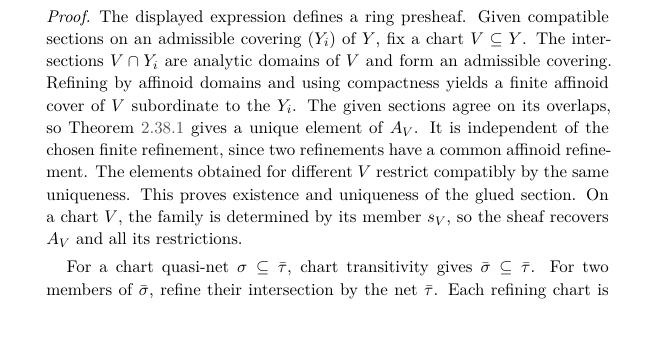 Proof. The displayed expression defines a ring presheaf. Given compatible
sections on an admissible covering (Yᵢ) of Y, fix a chart V ⊆ Y. The inter-
sections V ∩ Yᵢ are analytic domains of V and form an admissible covering.
Refining by affinoid domains and using compactness yields a finite affinoid
cover of V subordinate to the Yᵢ. The given sections agree on its overlaps,
so Theorem 2.38.1 gives a unique element of A_V. It is independent of the
chosen finite refinement, since two refinements have a common affinoid refine-
ment. The elements obtained for different V restrict compatibly by the same
uniqueness. This proves existence and uniqueness of the glued section. On
a chart V, the family is determined by its member s_V, so the sheaf recovers
A_V and all its restrictions.
For a chart quasi-net σ ⊆ τ̄, chart transitivity gives σ̄ ⊆ τ̄. For two
members of σ̄, refine their intersection by the net τ̄. Each refining chart is